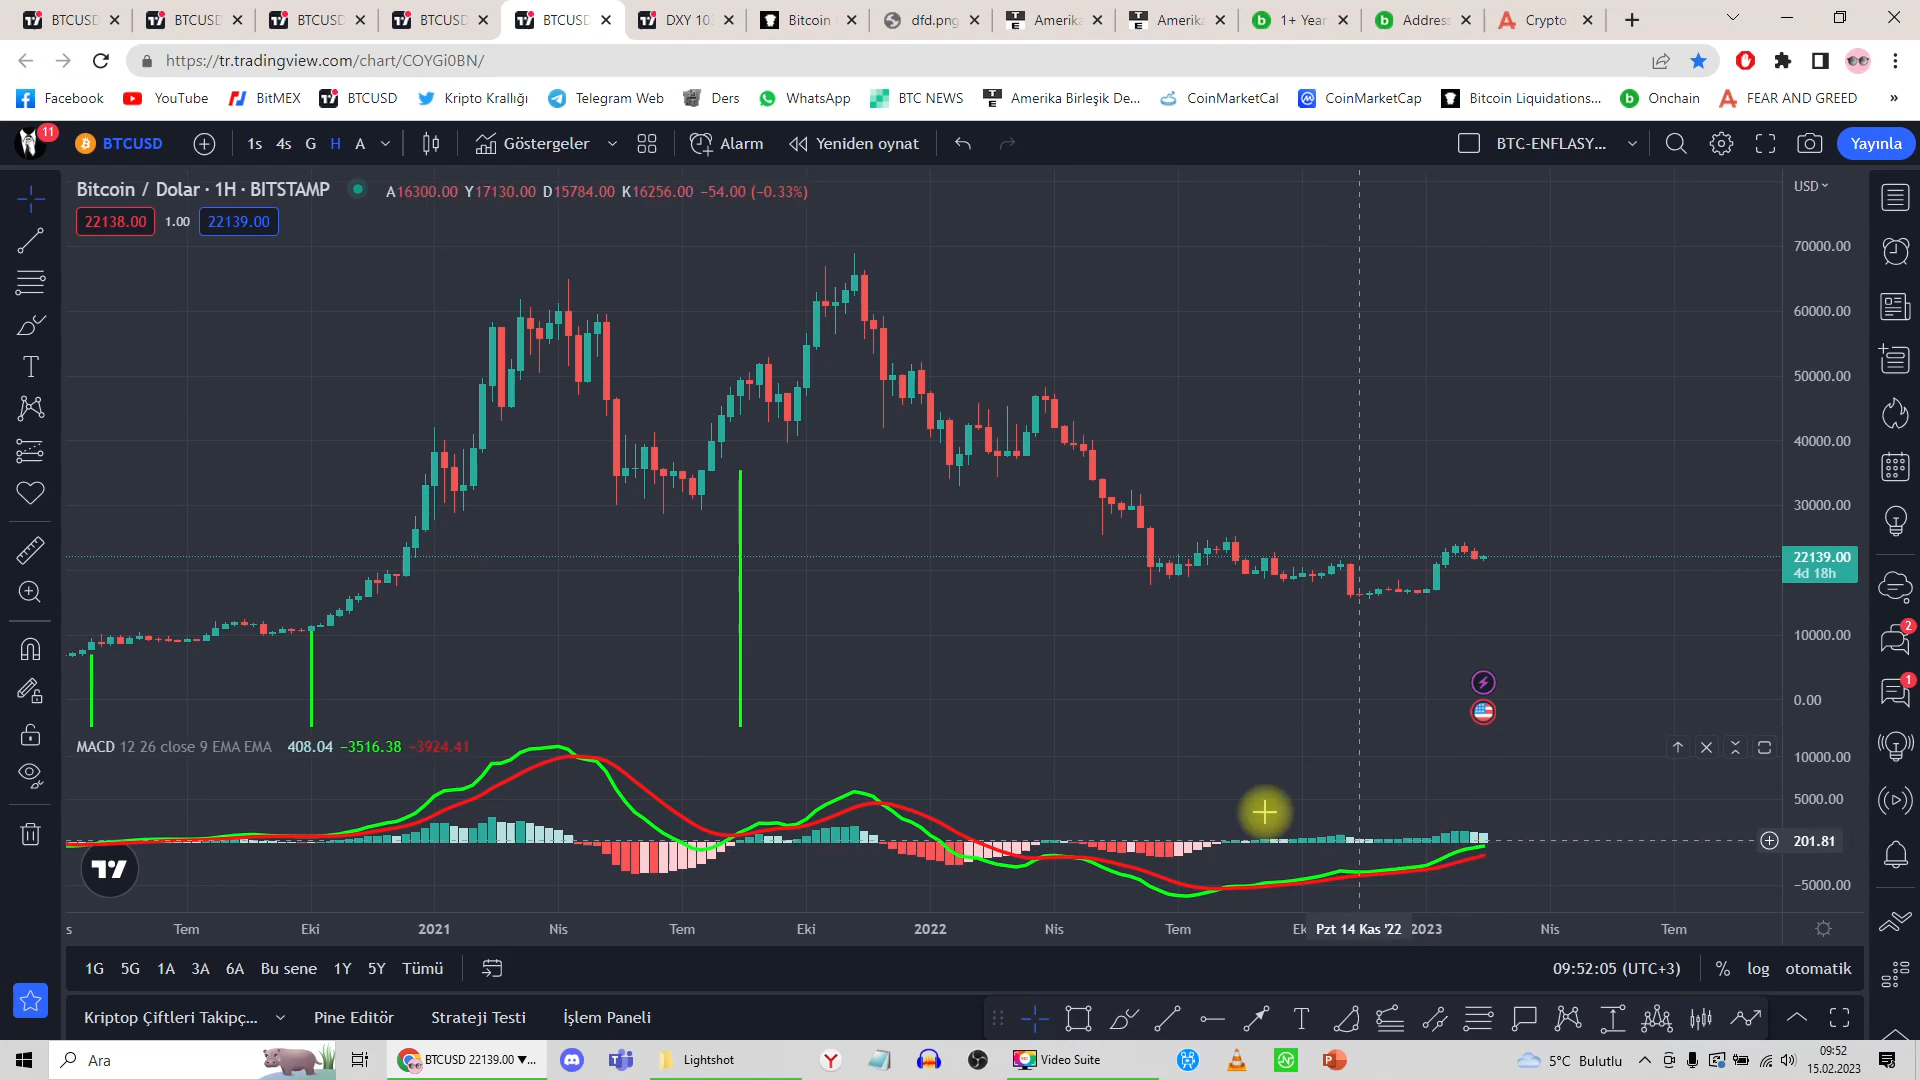 BTCUSD BTCUSD BTCUSD BTCUSD BTCUSD DXY 103 Bitcoin dfd.png Amerika Amerika 1+ Year Address Crypto
https://tr.tradingview.com/chart/COYGi0BN/
Facebook YouTube BitMEX BTCUSD Kripto Krallığı Telegram Web Ders WhatsApp BTC NEWS Amerika Birleşik De... CoinMarketCal CoinMarketCap Bitcoin Liquidations... Onchain FEAR AND GREED »
11 BTCUSD 1s 4s G H A Göstergeler Alarm Yeniden oynat BTC-ENFLASY... Yayınla
Bitcoin / Dolar · 1H · BITSTAMP A16300.00 Y17130.00 D15784.00 K16256.00 −54.00 (−0.33%)
USD
22138.00 1.00 22139.00
70000.00
60000.00
50000.00
40000.00
30000.00
22139.00
4d 18h
10000.00
0.00
2
1
MACD 12 26 close 9 EMA EMA 408.04 −3516.38 −3924.41
10000.00
5000.00
201.81
−5000.00
s Tem Eki 2021 Nis Tem Eki 2022 Nis Tem Ek Pzt 14 Kas '22 2023 Nis Tem
1G 5G 1A 3A 6A Bu sene 1Y 5Y Tümü 09:52:05 (UTC+3) % log otomatik
Kriptop Çiftleri Takipç... Pine Editör Strateji Testi İşlem Paneli
Ara BTCUSD 22139.00 ▼... Lightshot Video Suite 5°C Bulutlu 09:52
15.02.2023